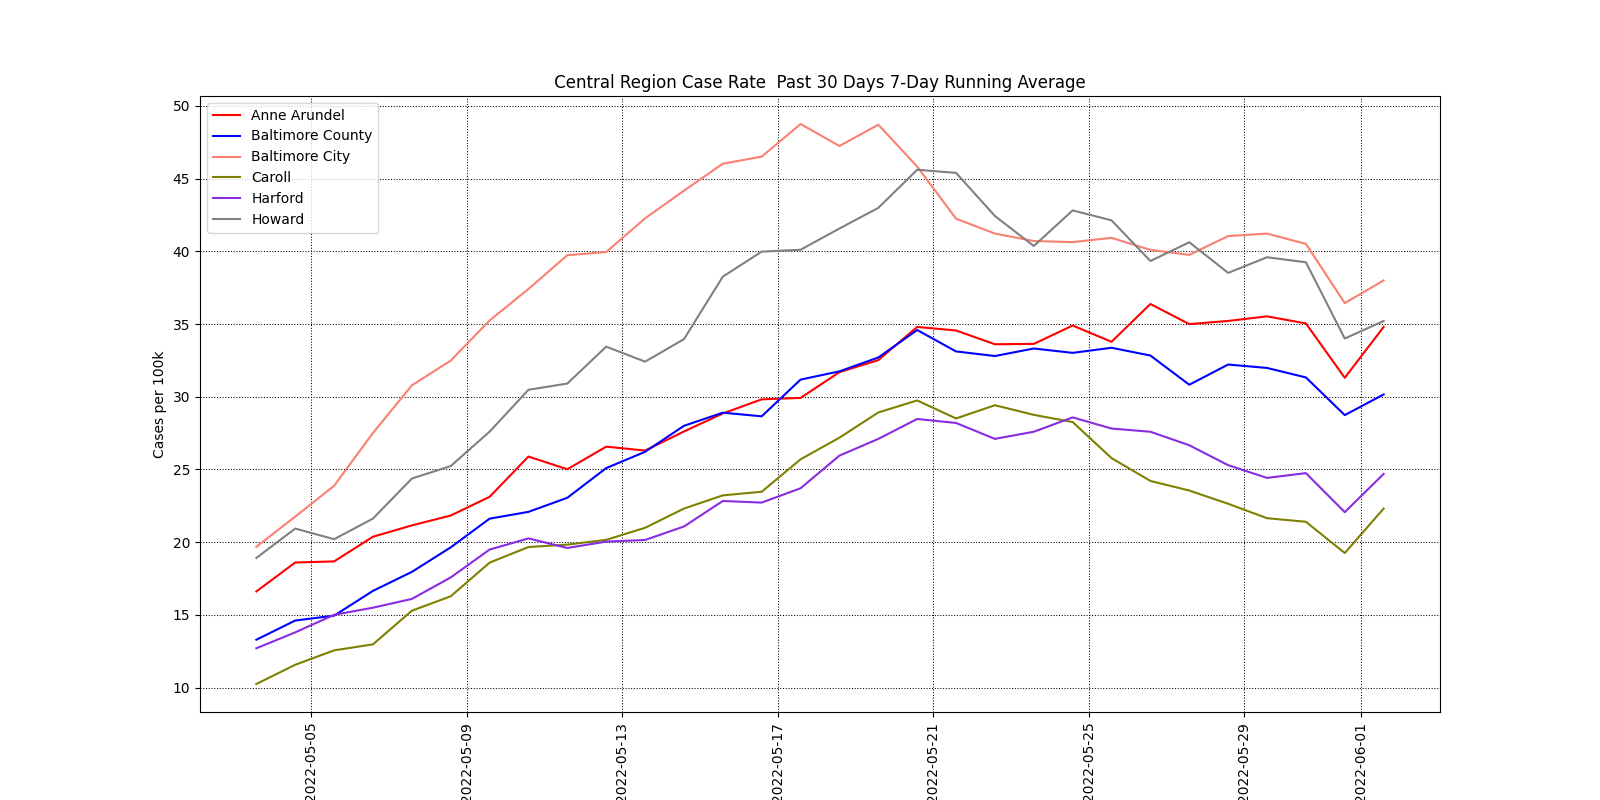 Central Region Case Rate  Past 30 Days 7-Day Running Average
Anne Arundel
Baltimore County
Baltimore City
Caroll
Harford
Howard
Cases per 100k
50
45
40
35
30
25
20
15
10
2022-05-05
2022-05-09
2022-05-13
2022-05-17
2022-05-21
2022-05-25
2022-05-29
2022-06-01